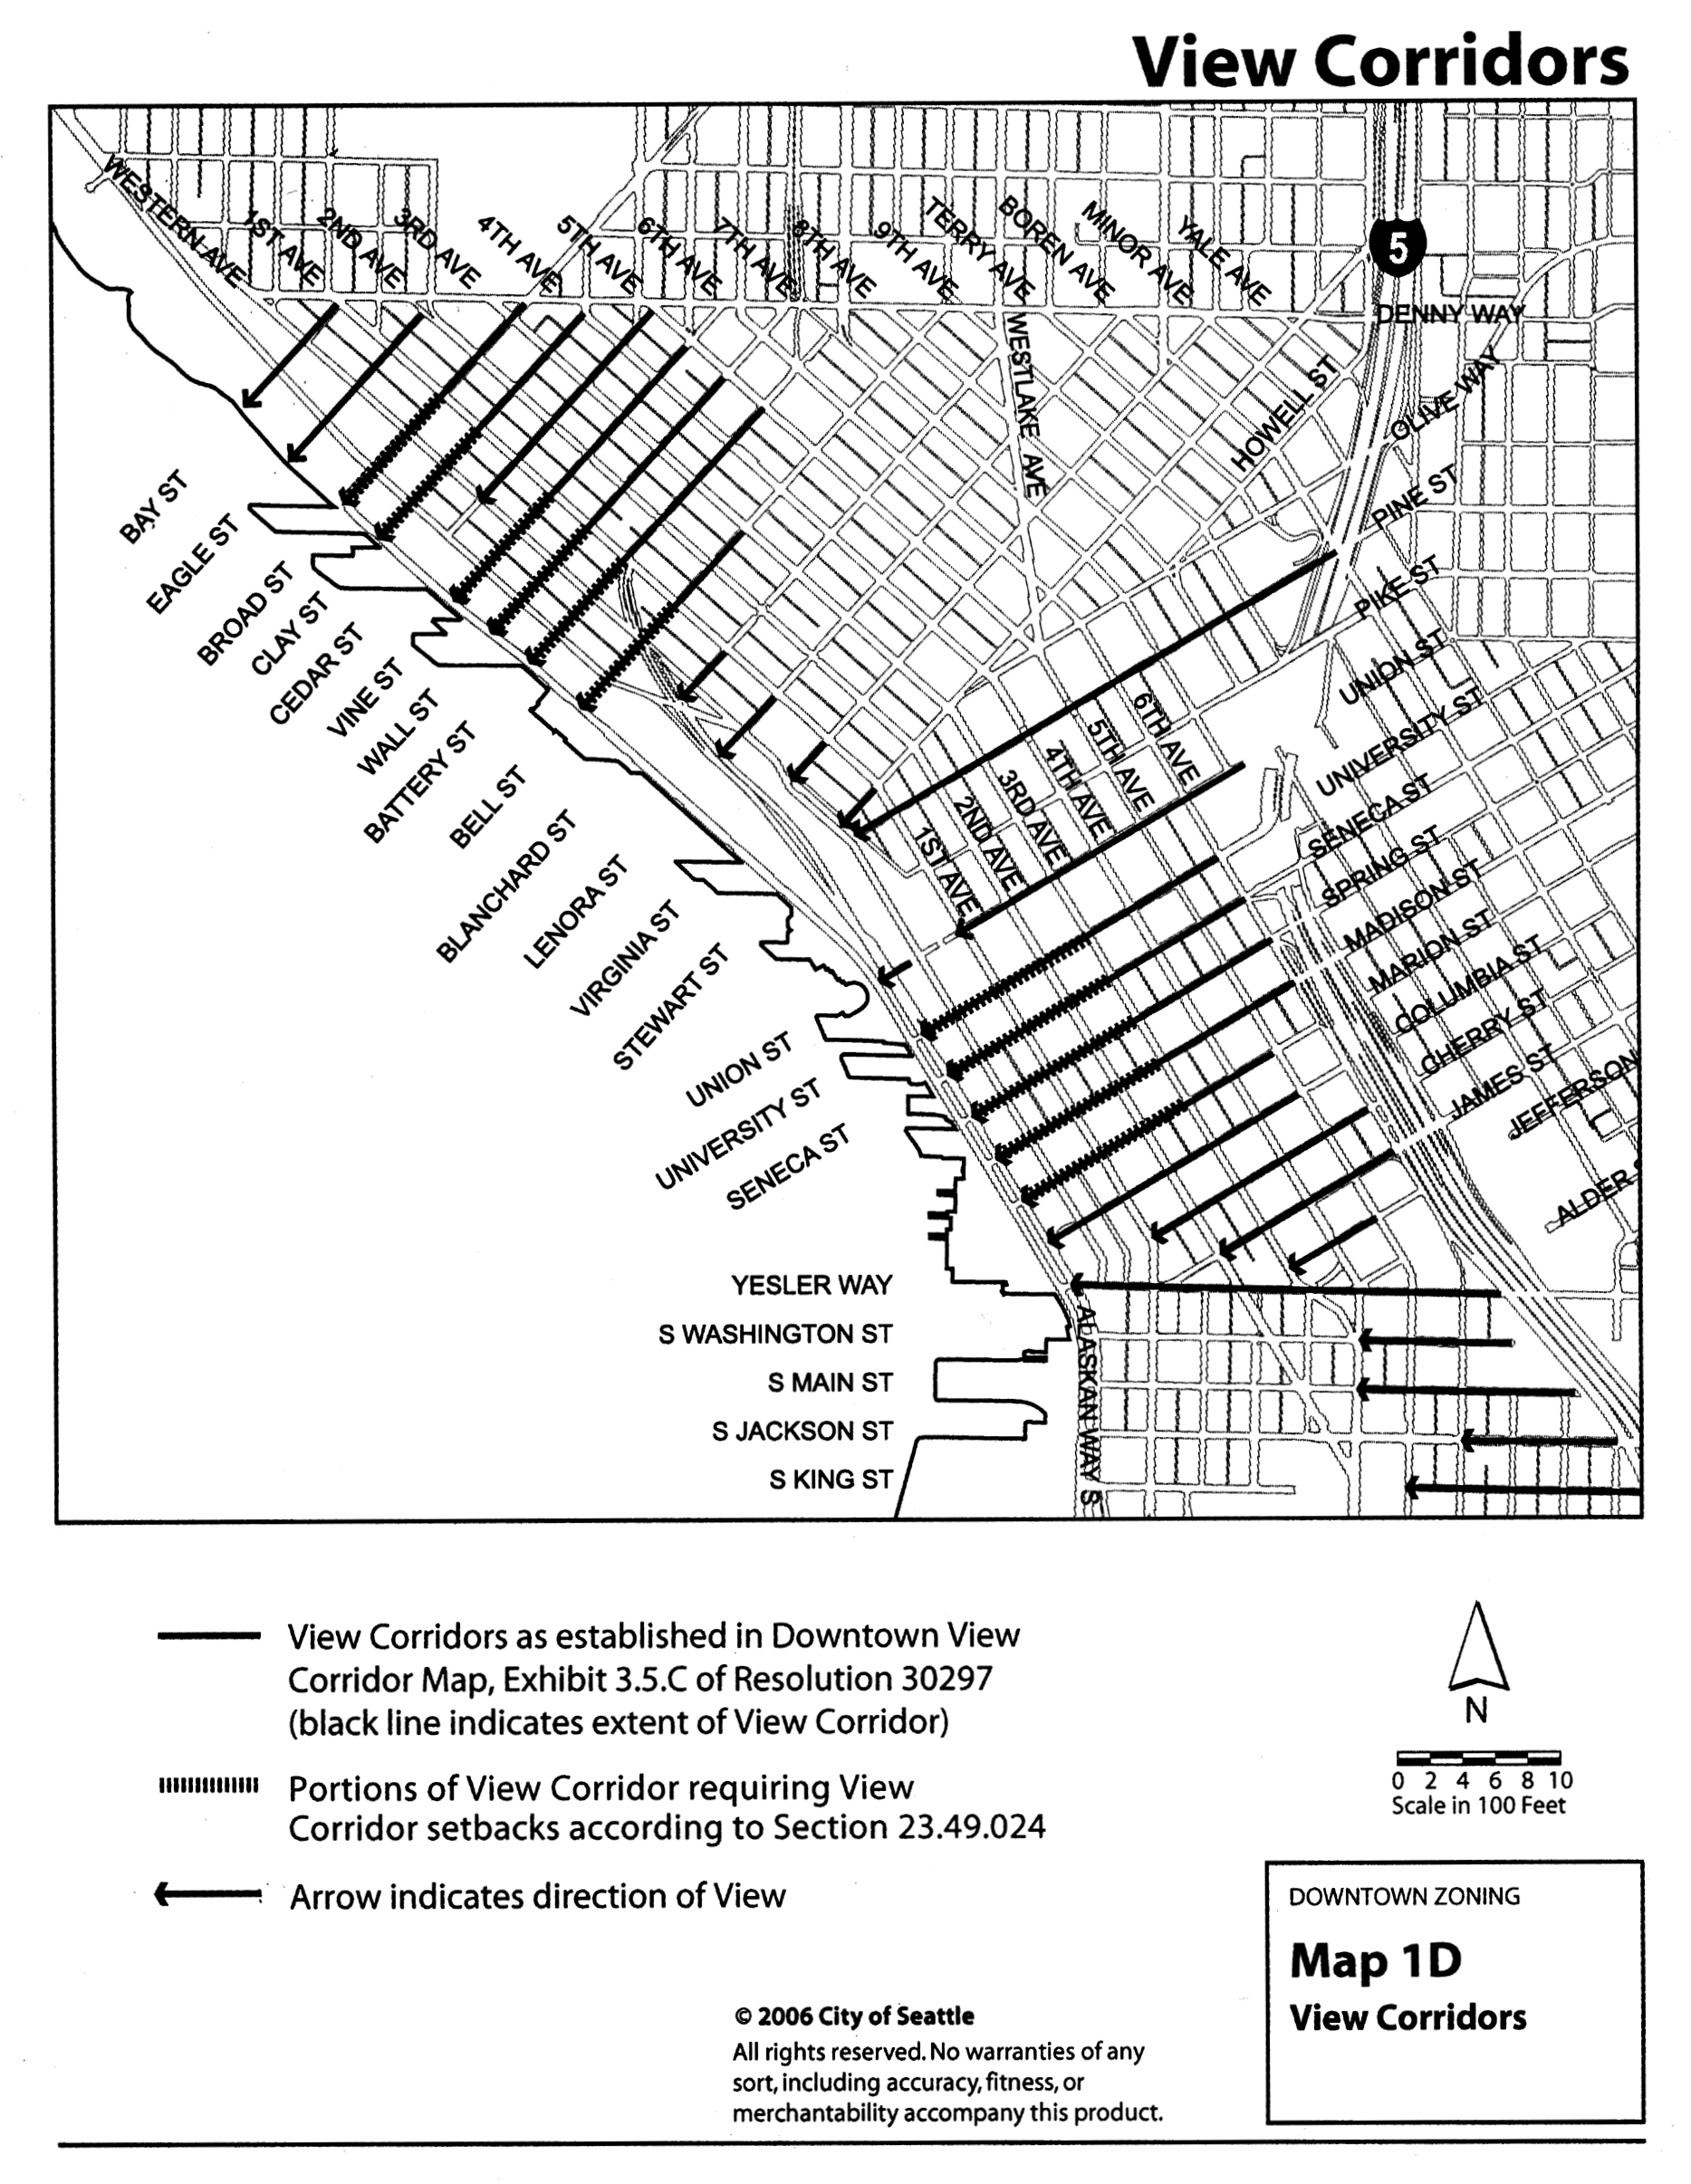 View Corridors
WESTERN AVE
1ST AVE
2ND AVE
3RD AVE
4TH AVE
5TH AVE
6TH AVE
7TH AVE
8TH AVE
9TH AVE
TERRY AVE
BOREN AVE
MINOR AVE
YALE AVE
5
DENNY WAY
WESTLAKE AVE
HOWELL ST
OLIVE WAY
PINE ST
PIKE ST
UNION ST
UNIVERSITY ST
SENECA ST
SPRING ST
MADISON ST
MARION ST
COLUMBIA ST
CHERRY ST
JAMES ST
JEFFERSON
ALDER S
6TH AVE
5TH AVE
4TH AVE
3RD AVE
2ND AVE
1ST AVE
BAY ST
EAGLE ST
BROAD ST
CLAY ST
CEDAR ST
VINE ST
WALL ST
BATTERY ST
BELL ST
BLANCHARD ST
LENORA ST
VIRGINIA ST
STEWART ST
UNION ST
UNIVERSITY ST
SENECA ST
YESLER WAY
S WASHINGTON ST
S MAIN ST
S JACKSON ST
S KING ST
ALASKAN WAY S
View Corridors as established in Downtown View
Corridor Map, Exhibit 3.5.C of Resolution 30297
(black line indicates extent of View Corridor)
Portions of View Corridor requiring View
Corridor setbacks according to Section 23.49.024
Arrow indicates direction of View
N
0 2 4 6 8 10
Scale in 100 Feet
DOWNTOWN ZONING
Map 1D
View Corridors
© 2006 City of Seattle
All rights reserved. No warranties of any
sort, including accuracy, fitness, or
merchantability accompany this product.